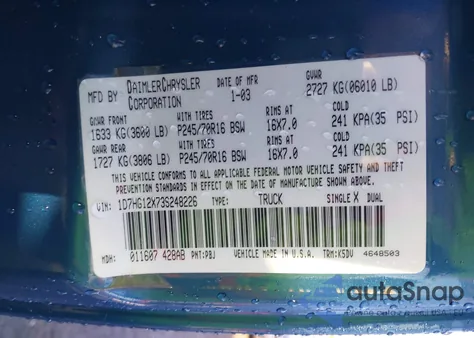 MFD BY: DAIMLERCHRYSLER CORPORATION DATE OF MFR 1-03 GVWR 2727 KG(06010 LB)
GAWR FRONT WITH TIRES RIMS AT COLD
1633 KG(3600 LB) P245/70R16 BSW 16X7.0 241 KPA(35 PSI)
GAWR REAR WITH TIRES RIMS AT COLD
1727 KG(3806 LB) P245/70R16 BSW 16X7.0 241 KPA(35 PSI)
THIS VEHICLE CONFORMS TO ALL APPLICABLE FEDERAL MOTOR VEHICLE SAFETY AND THEFT
PREVENTION STANDARDS IN EFFECT ON THE DATE OF MANUFACTURE SHOWN ABOVE.
VIN: 1D7HG12X73S248226 TYPE: TRUCK SINGLE X DUAL
MDH: 011607 428AB PNT:PBJ VEHICLE MADE IN U.S.A. TRM:K5DV 4648503
autoSnap